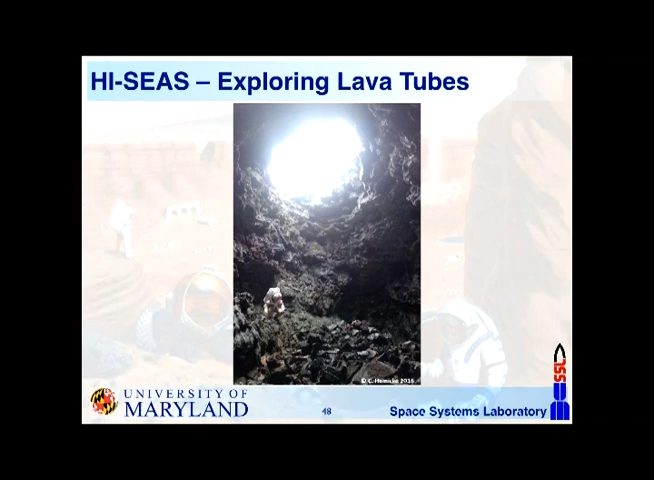 HI-SEAS – Exploring Lava Tubes
© C. Heinicke 2016
UNIVERSITY OF
MARYLAND
48
Space Systems Laboratory
SSL